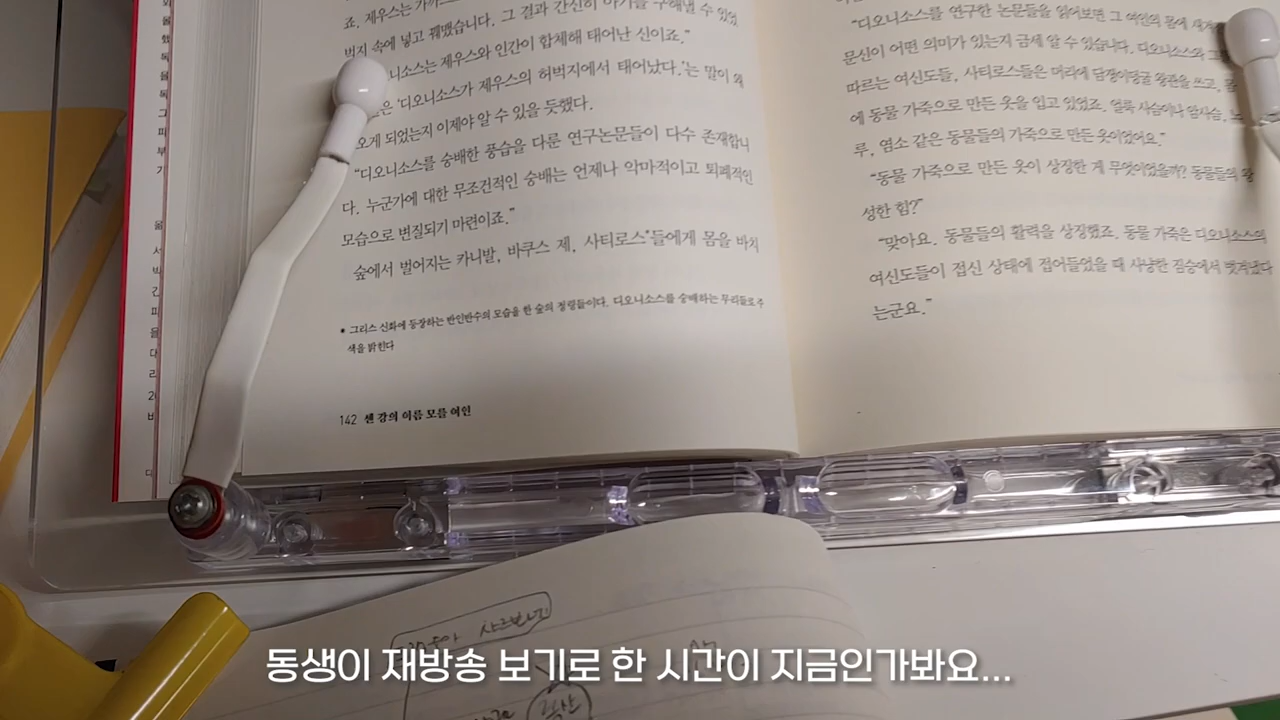 죠. 제우스는
벅지 속에 넣고 꿰맸습니다. 그 결과 간신히 아기를 구해낼 수 있었
니소스는 제우스와 인간이 합체해 태어난 신이죠.”
은 ‘디오니소스가 제우스의 허벅지에서 태어났다.’는 말이 왜
오게 되었는지 이제야 알 수 있을 듯했다.
“디오니소스를 숭배한 풍습을 다룬 연구논문들이 다수 존재합니
다. 누군가에 대한 무조건적인 숭배는 언제나 악마적이고 퇴폐적인
모습으로 변질되기 마련이죠.”
숲에서 벌어지는 카니발, 바쿠스 제, 사티로스*들에게 몸을 바치
* 그리스 신화에 등장하는 반인반수의 모습을 한 숲의 정령들이다. 디오니소스를 숭배하는 무리들로 주
색을 밝힌다
142 센 강의 이름 모를 여인
“디오니소스를 연구한 논문들을 읽어보면 그 여인의 몸에 새겨
문신이 어떤 의미가 있는지 금세 알 수 있습니다. 디오니소스와 그를
따르는 여신도들, 사티로스들은 머리에 담쟁이덩굴 왕관을 쓰고, 몸
에 동물 가죽으로 만든 옷을 입고 있었죠. 얼룩 사슴이나 암사슴, 노
루, 염소 같은 동물들의 가죽으로 만든 옷이었어요.”
“동물 가죽으로 만든 옷이 상징한 게 무엇이었을까? 동물들의 왕
성한 힘?”
“맞아요. 동물들의 활력을 상징했죠. 동물 가죽은 디오니소스의
여신도들이 접신 상태에 접어들었을 때 사냥한 짐승에서 벗겨냈다
는군요.”
동생이 재방송 보기로 한 시간이 지금인가봐요...